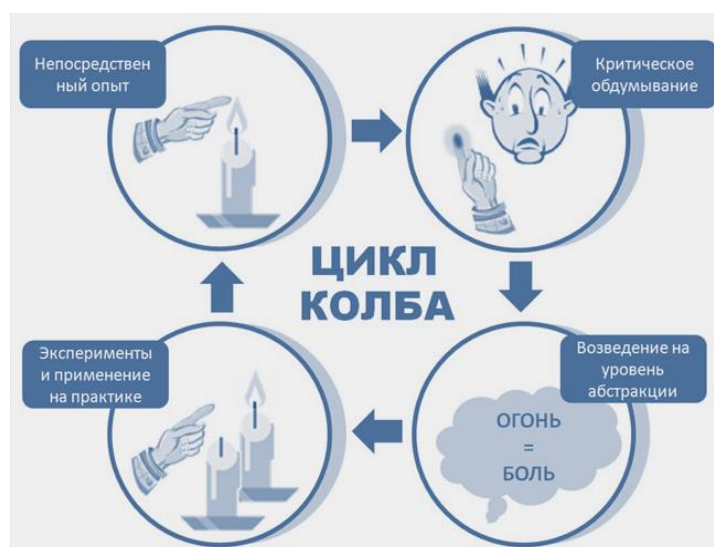 Непосредствен
ный опыт
Критическое
обдумывание
ЦИКЛ
КОЛБА
Эксперименты
и применение
на практике
Возведение на
уровень
абстракции
ОГОНЬ
=
БОЛЬ